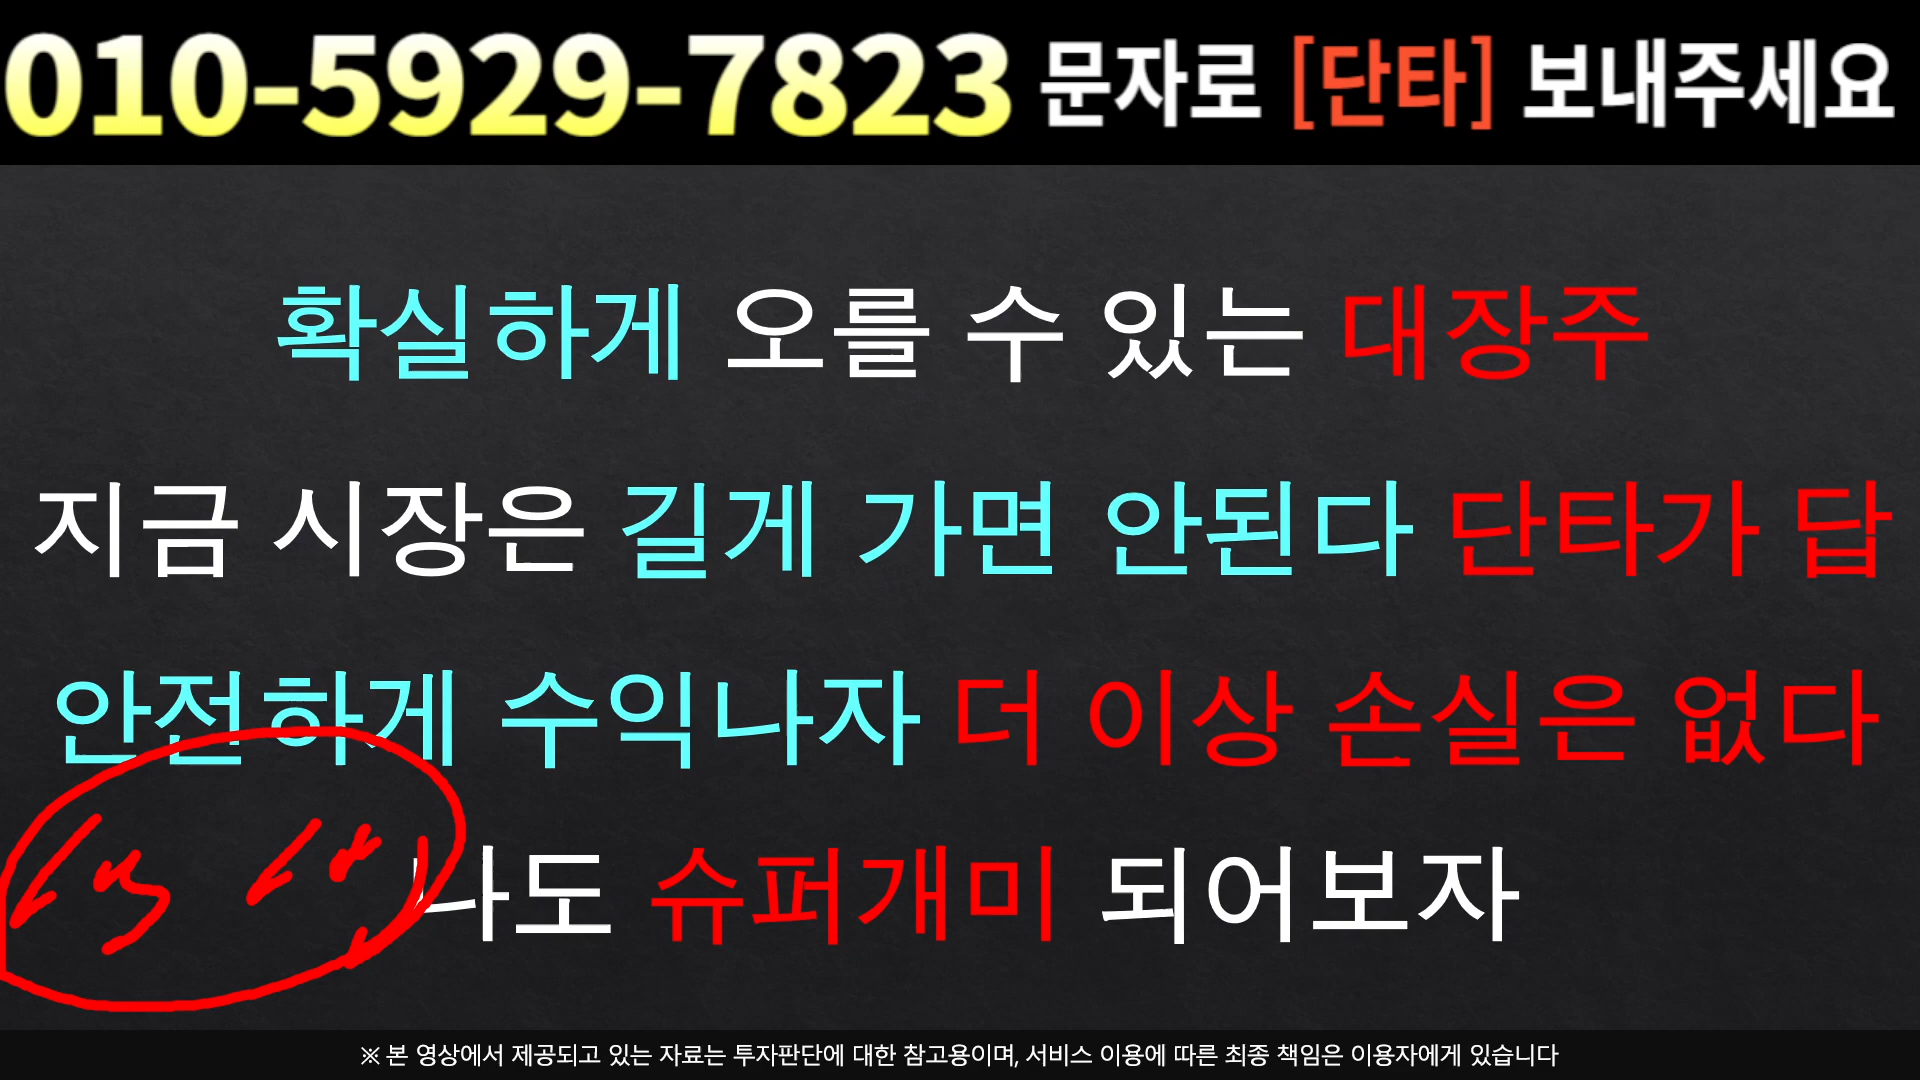 010-5929-7823 문자로 [단타] 보내주세요
확실하게 오를 수 있는 대장주
지금 시장은 길게 가면 안된다 단타가 답
안전하게 수익나자 더 이상 손실은 없다
나도 슈퍼개미 되어보자
※ 본 영상에서 제공되고 있는 자료는 투자판단에 대한 참고용이며, 서비스 이용에 따른 최종 책임은 이용자에게 있습니다